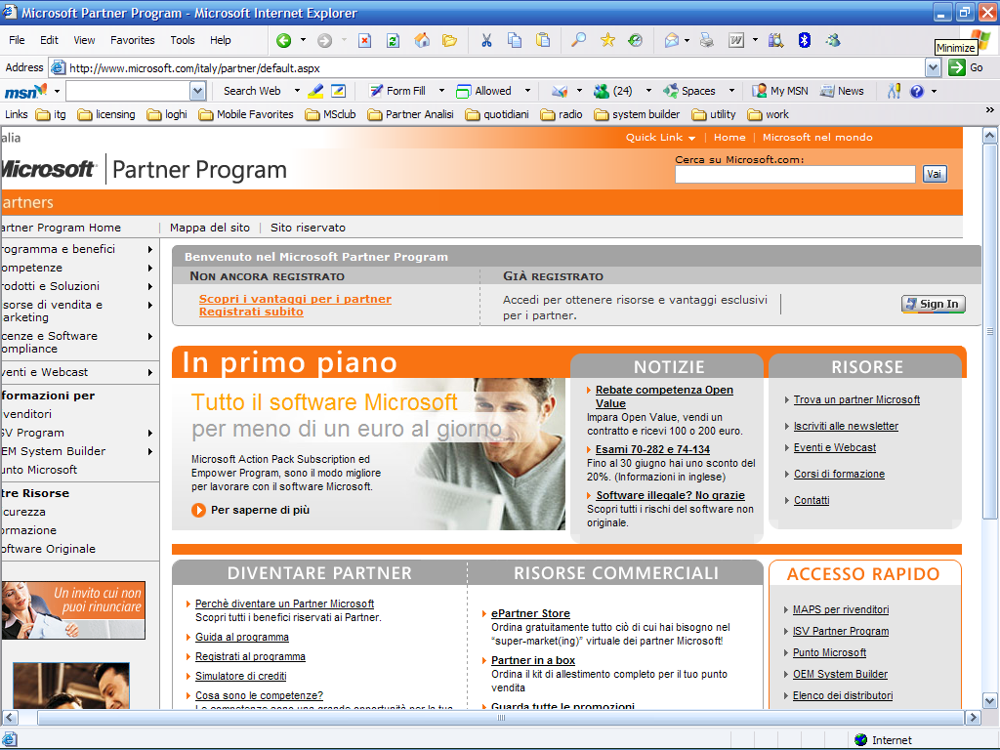 Microsoft Partner Program - Microsoft Internet Explorer
File Edit View Favorites Tools Help
Minimize
Address http://www.microsoft.com/italy/partner/default.aspx Go
msn Search Web Form Fill Allowed (24) Spaces My MSN News
Links itg licensing loghi Mobile Favorites MSclub Partner Analisi quotidiani radio system builder utility work »
alia
Quick Link | Home | Microsoft nel mondo
Microsoft | Partner Program
Cerca su Microsoft.com:
Vai
artners
artner Program Home | Mappa del sito | Sito riservato
rogramma e benefici
ompetenze
rodotti e Soluzioni
sorse di vendita e
arketing
cenze e Software
ompliance
venti e Webcast
formazioni per
venditori
SV Program
EM System Builder
unto Microsoft
tre Risorse
curezza
ormazione
oftware Originale
Un invito cui non
puoi rinunciare
Benvenuto nel Microsoft Partner Program
NON ANCORA REGISTRATO
Scopri i vantaggi per i partner
Registrati subito
GIÀ REGISTRATO
Accedi per ottenere risorse e vantaggi esclusivi
per i partner.
Sign In
In primo piano
Tutto il software Microsoft
per meno di un euro al giorno
Microsoft Action Pack Subscription ed
Empower Program, sono il modo migliore
per lavorare con il software Microsoft.
Per saperne di più
NOTIZIE
Rebate competenza Open
Value
Impara Open Value, vendi un
contratto e ricevi 100 o 200 euro.
Esami 70-282 e 74-134
Fino al 30 giugno hai uno sconto del
20%. (Informazioni in inglese)
Software illegale? No grazie
Scopri tutti i rischi del software non
originale.
RISORSE
Trova un partner Microsoft
Iscriviti alle newsletter
Eventi e Webcast
Corsi di formazione
Contatti
DIVENTARE PARTNER
Perchè diventare un Partner Microsoft
Scopri tutti i benefici riservati ai Partner.
Guida al programma
Registrati al programma
Simulatore di crediti
Cosa sono le competenze?
Le competenze sono una grande opportunità per la tua
RISORSE COMMERCIALI
ePartner Store
Ordina gratuitamente tutto ciò di cui hai bisogno nel
“super-market(ing)” virtuale dei partner Microsoft!
Partner in a box
Ordina il kit di allestimento completo per il tuo punto
vendita
Guarda tutte le promozioni
ACCESSO RAPIDO
MAPS per rivenditori
ISV Partner Program
Punto Microsoft
OEM System Builder
Elenco dei distributori
Internet